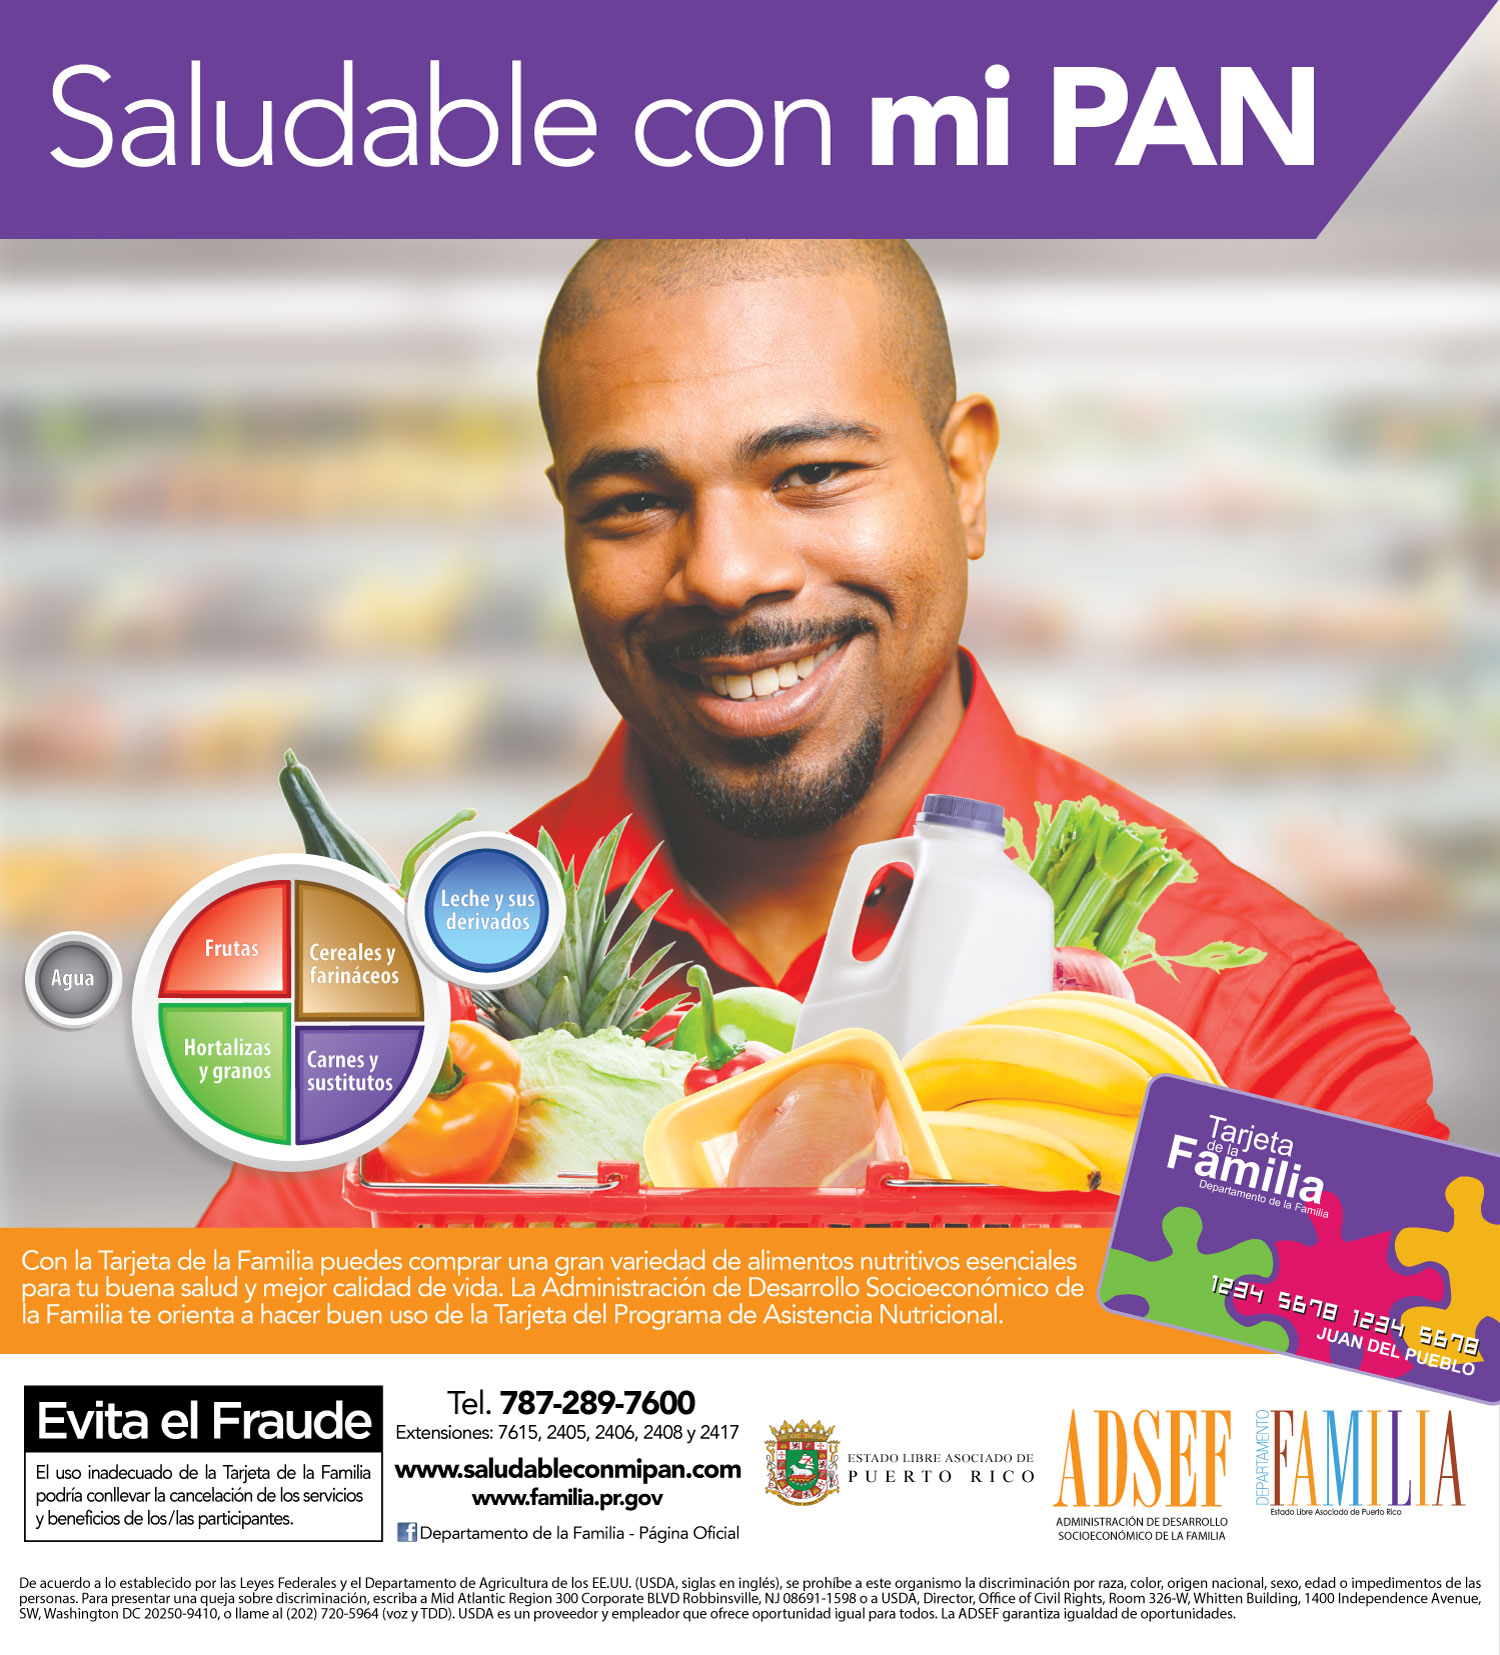 Saludable con mi PAN
Leche y sus
derivados
Agua
Frutas
Cereales y
farináceos
Hortalizas
y granos
Carnes y
sustitutos
Tarjeta
de la
Familia
Departamento de la Familia
1234 5678 1234 5678
JUAN DEL PUEBLO
Con la Tarjeta de la Familia puedes comprar una gran variedad de alimentos nutritivos esenciales
para tu buena salud y mejor calidad de vida. La Administración de Desarrollo Socioeconómico de
la Familia te orienta a hacer buen uso de la Tarjeta del Programa de Asistencia Nutricional.
Evita el Fraude
El uso inadecuado de la Tarjeta de la Familia
podría conllevar la cancelación de los servicios
y beneficios de los/las participantes.
Tel. 787-289-7600
Extensiones: 7615, 2405, 2406, 2408 y 2417
www.saludableconmipan.com
www.familia.pr.gov
f Departamento de la Familia - Página Oficial
ESTADO LIBRE ASOCIADO DE
PUERTO RICO
ADSEF
ADMINISTRACIÓN DE DESARROLLO
SOCIOECONÓMICO DE LA FAMILIA
DEPARTAMENTO
FAMILIA
Estado Libre Asociado de Puerto Rico
De acuerdo a lo establecido por las Leyes Federales y el Departamento de Agricultura de los EE.UU. (USDA, siglas en inglés), se prohíbe a este organismo la discriminación por raza, color, origen nacional, sexo, edad o impedimentos de las
personas. Para presentar una queja sobre discriminación, escriba a Mid Atlantic Region 300 Corporate BLVD Robbinsville, NJ 08691-1598 o a USDA, Director, Office of Civil Rights, Room 326-W, Whitten Building, 1400 Independence Avenue,
SW, Washington DC 20250-9410, o llame al (202) 720-5964 (voz y TDD). USDA es un proveedor y empleador que ofrece oportunidad igual para todos. La ADSEF garantiza igualdad de oportunidades.